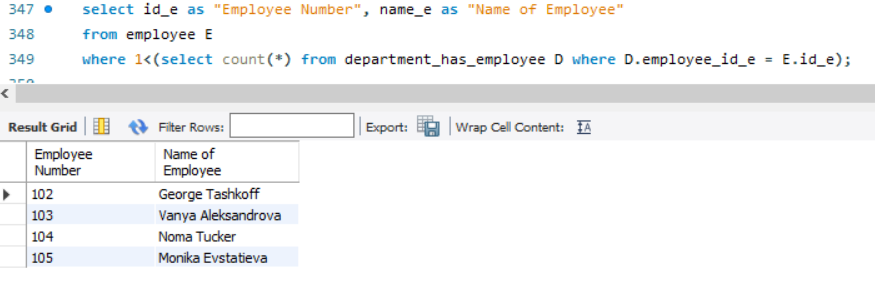 347 select id_e as "Employee Number", name_e as "Name of Employee"
348 from employee E
349 where 1<(select count(*) from department_has_employee D where D.employee_id_e = E.id_e);
Result Grid Filter Rows: Export: Wrap Cell Content: IA
Employee Number Name of Employee
102 George Tashkoff
103 Vanya Aleksandrova
104 Noma Tucker
105 Monika Evstatieva